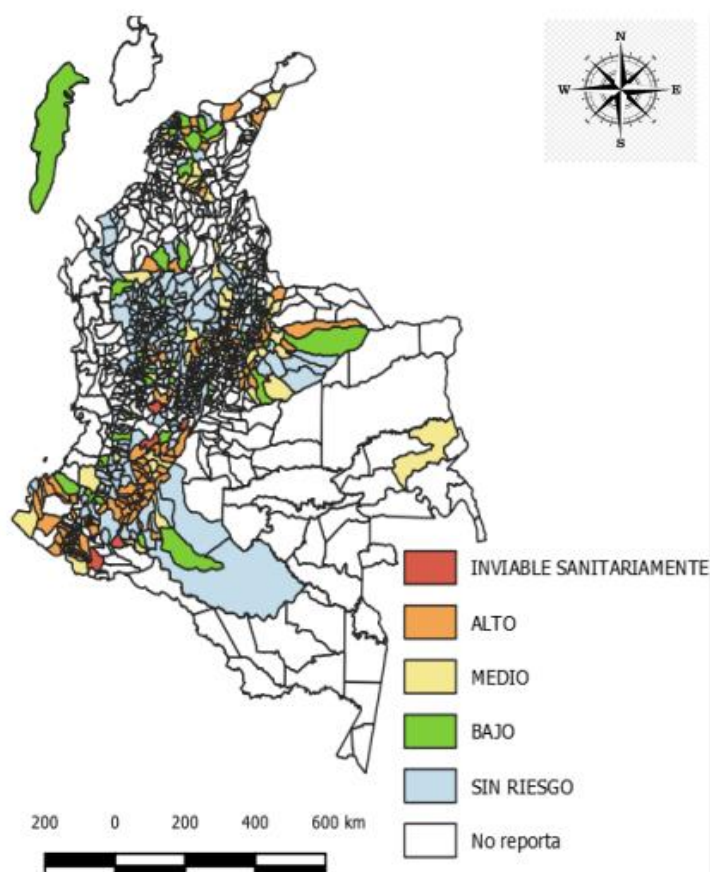 N
W E
S
INVIABLE SANITARIAMENTE
ALTO
MEDIO
BAJO
SIN RIESGO
No reporta
200 0 200 400 600 km